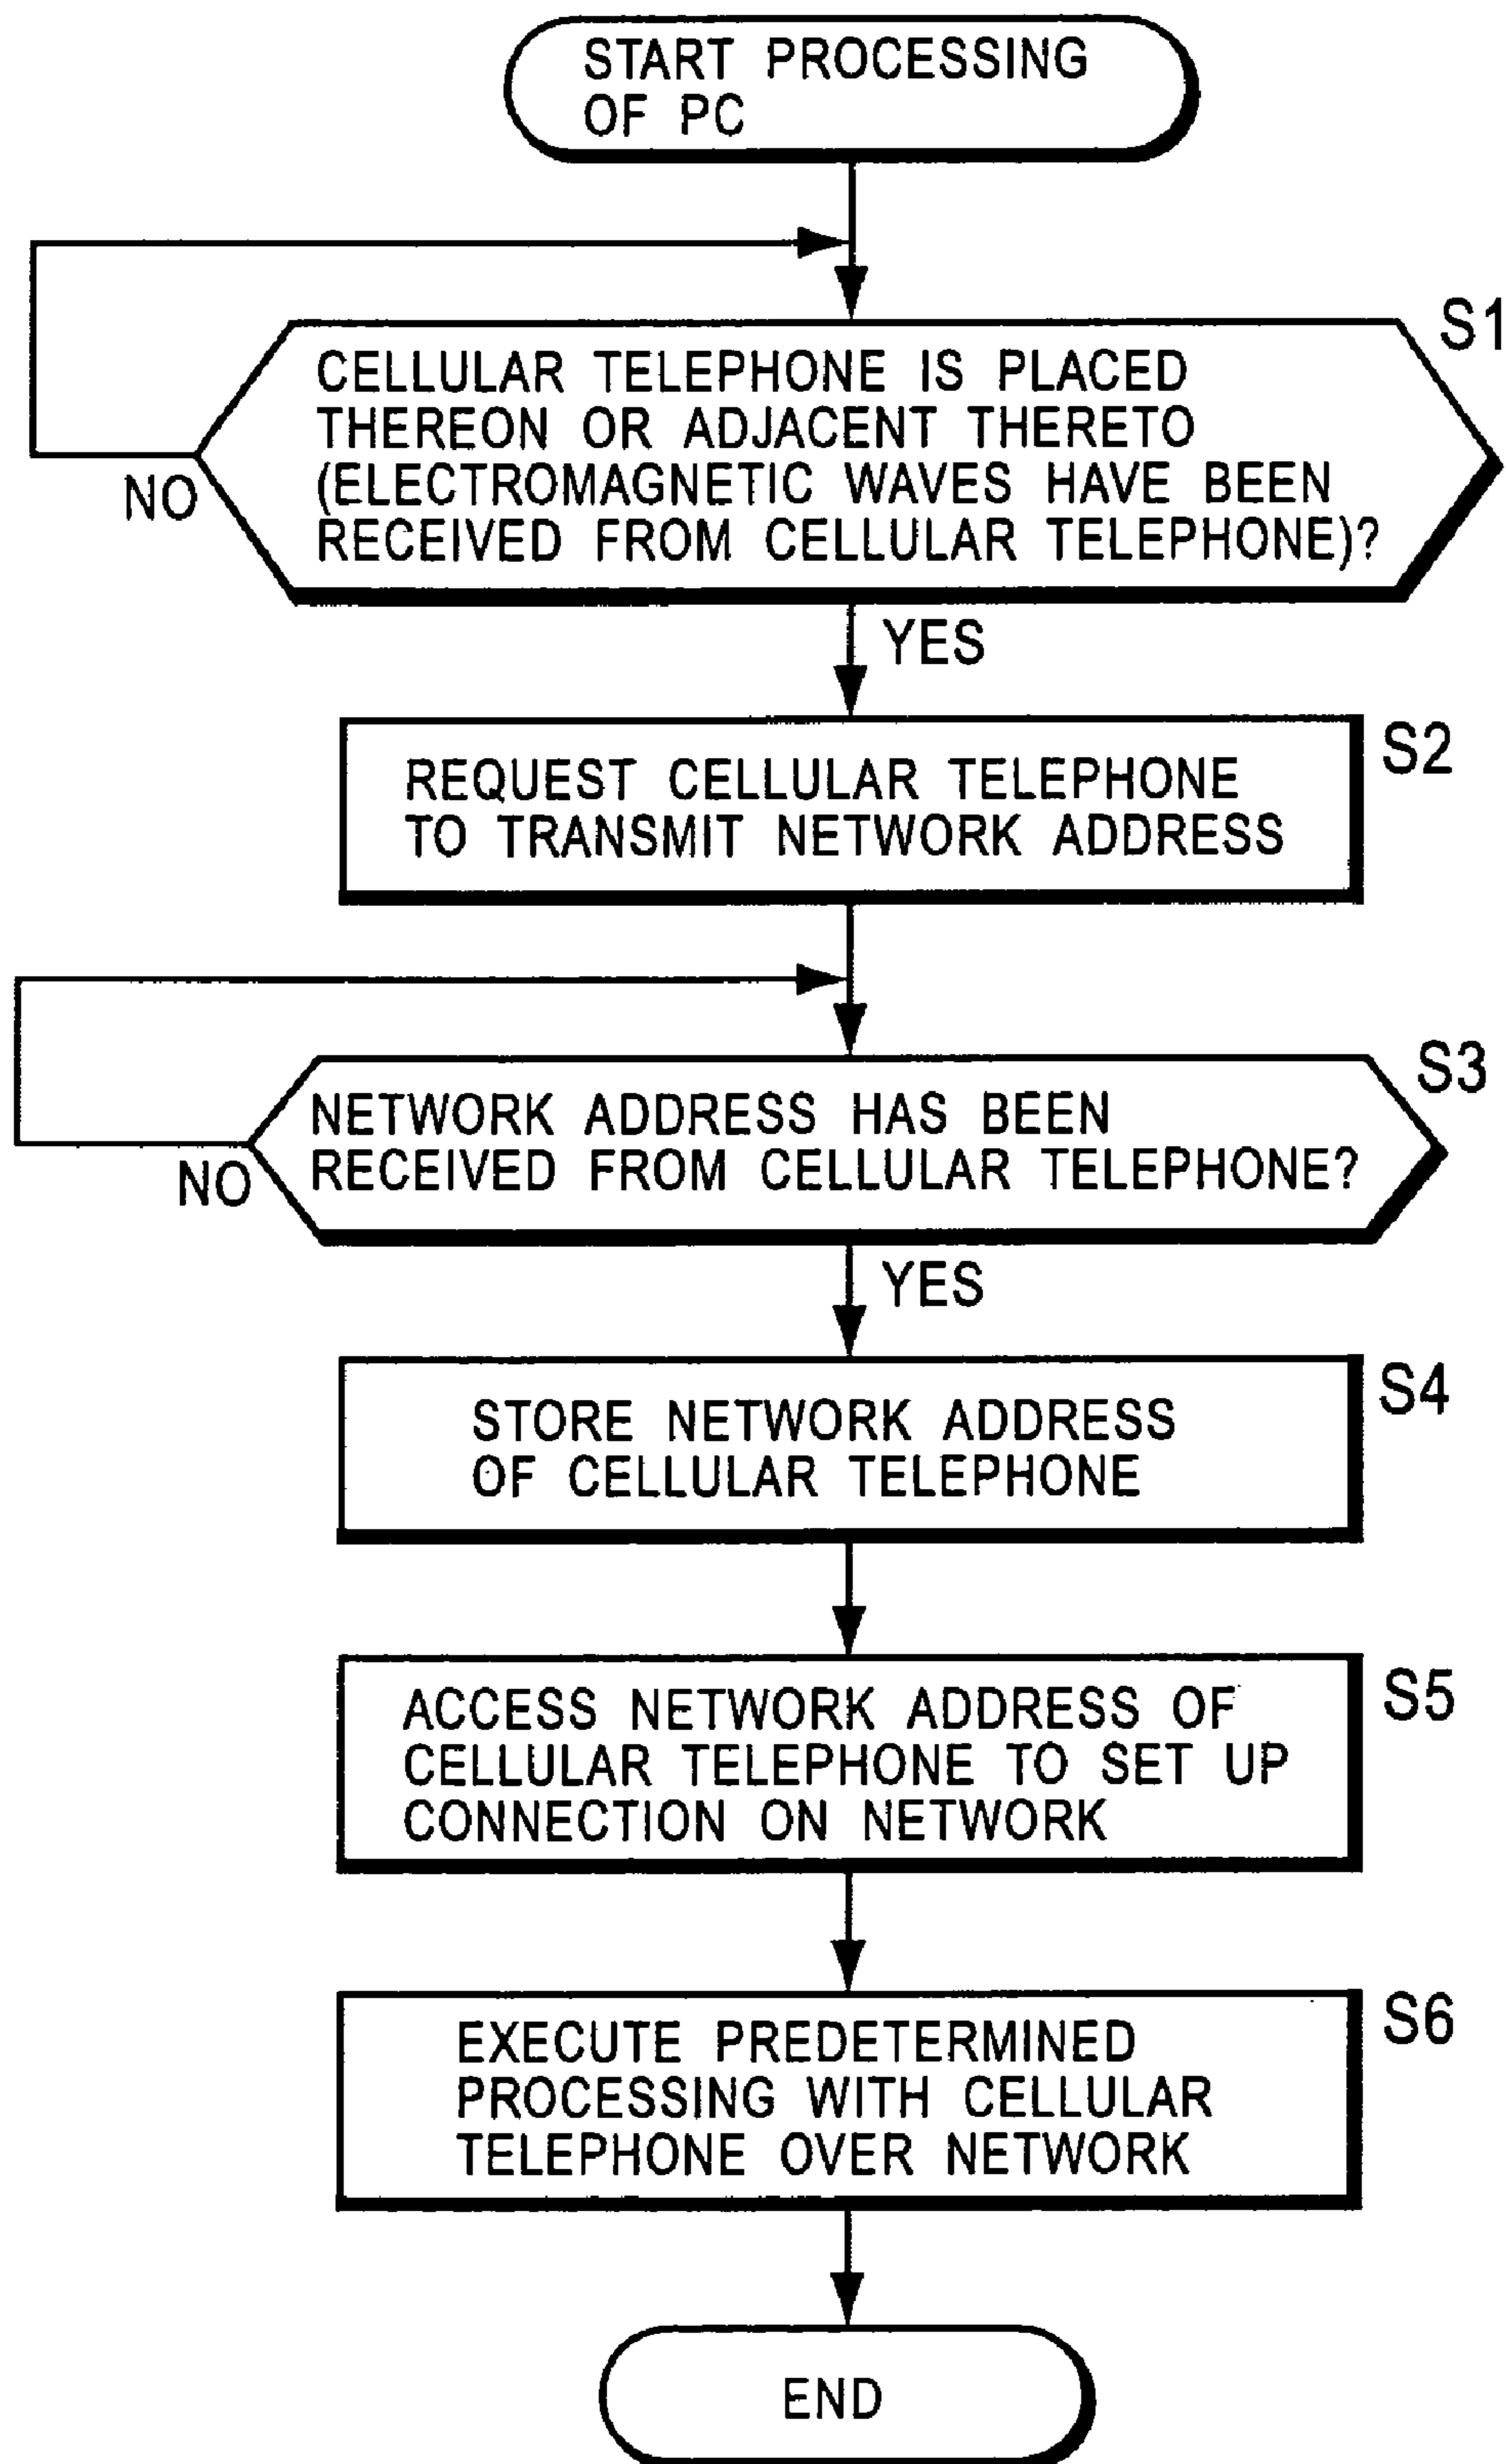 START PROCESSING
OF PC
S1
CELLULAR TELEPHONE IS PLACED
THEREON OR ADJACENT THERETO
(ELECTROMAGNETIC WAVES HAVE BEEN
RECEIVED FROM CELLULAR TELEPHONE)?
NO
YES
S2
REQUEST CELLULAR TELEPHONE
TO TRANSMIT NETWORK ADDRESS
S3
NETWORK ADDRESS HAS BEEN
RECEIVED FROM CELLULAR TELEPHONE?
NO
YES
S4
STORE NETWORK ADDRESS
OF CELLULAR TELEPHONE
S5
ACCESS NETWORK ADDRESS OF
CELLULAR TELEPHONE TO SET UP
CONNECTION ON NETWORK
S6
EXECUTE PREDETERMINED
PROCESSING WITH CELLULAR
TELEPHONE OVER NETWORK
END